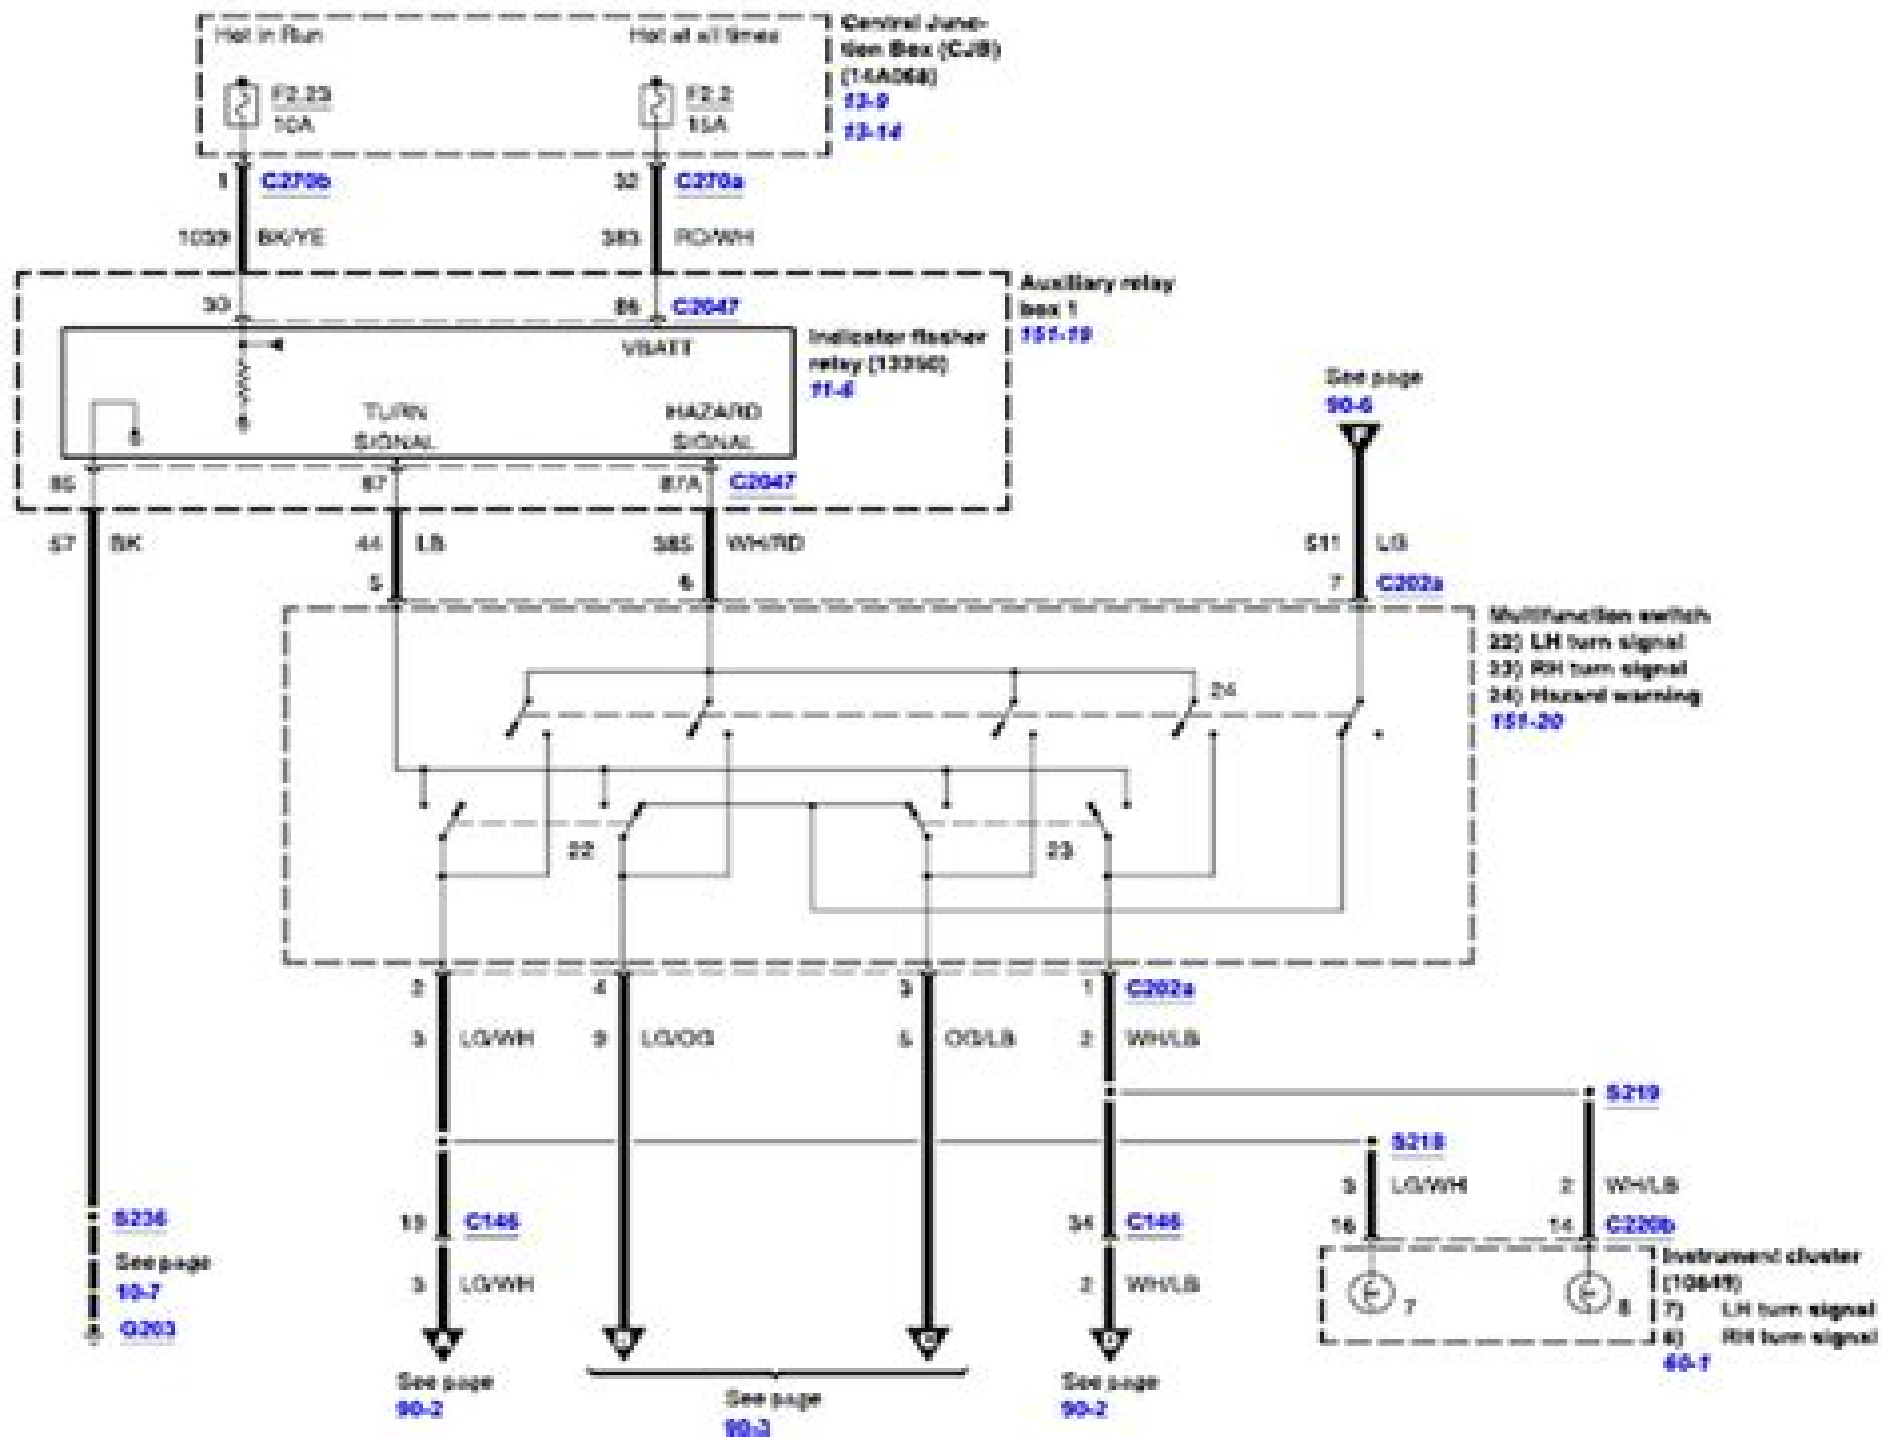 Hot in Run
Hot at all times
Central Junc-
tion Box (CJB)
(14A068)
13-9
13-14
F2.23
10A
F2.2
15A
C270b
32
C270a
BK/YE
383
RD/WH
30
86
C2047
Auxiliary relay
box 1
151-19
VBATT
Indicator flasher
relay (13350)
11-5
TURN
SIGNAL
HAZARD
SIGNAL
See page
90-6
85
87
87A
C2047
57
BK
44
LB
385
WH/RD
511
LG
5
6
7
C202a
Multifunction switch
22) LH turn signal
23) RH turn signal
24) Hazard warning
151-20
24
22
23
4
3
1
C202a
3
LG/WH
9
LG/OG
5
OG/LB
2
WH/LB
S219
S218
3
LG/WH
2
WH/LB
S236
C146
34
C146
16
14
C220b
See page
10-7
G203
3
LG/WH
2
WH/LB
Instrument cluster
(10849)
7
7) LH turn signal
RH turn signal
60-1
See page
90-2
See page
90-3
See page
90-2